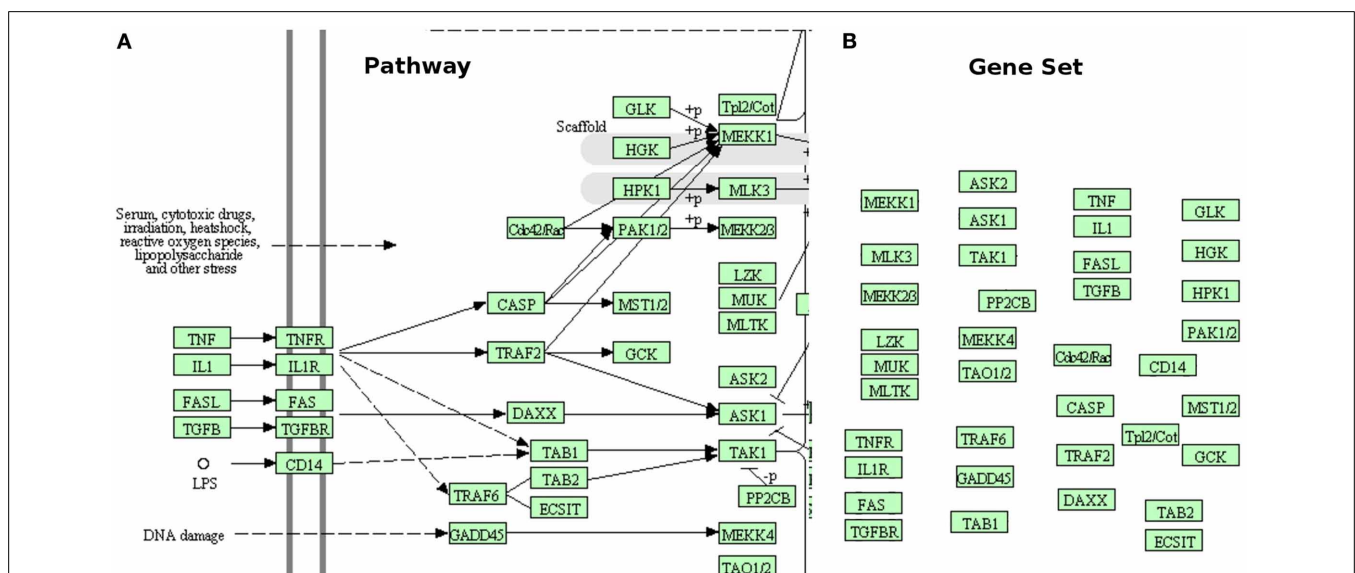 A
Pathway
GLK
+p
Tpl2/Cot
Scaffold
+p
MEKK1
HGK
+p
+
HPK1
+p
MLK3
+
Serum, cytotoxic drugs,
irradiation, heatshock,
reactive oxygen species,
lipopolysaccharide
and other stress
Cdc42/Rac
PAK1/2
+p
MEKK2/3
+
LZK
CASP
MST1/2
MUK
MLTK
TNF
TNFR
TRAF2
GCK
IL1
IL1R
ASK2
FASL
FAS
DAXX
ASK1
+
TGFB
TGFBR
TAB1
TAK1
CD14
LPS
TAB2
-p
TRAF6
PP2CB
ECSIT
DNA damage
GADD45
MEKK4
TAO1/2
B
Gene Set
MEKK1
ASK2
TNF
GLK
ASK1
IL1
MLK3
TAK1
FASL
HGK
MEKK2/3
PP2CB
TGFB
HPK1
LZK
MEKK4
PAK1/2
MUK
TAO1/2
Cdc42/Rac
CD14
MLTK
CASP
MST1/2
TNFR
TRAF6
Tpl2/Cot
IL1R
TRAF2
GCK
GADD45
FAS
DAXX
TAB2
TGFBR
TAB1
ECSIT